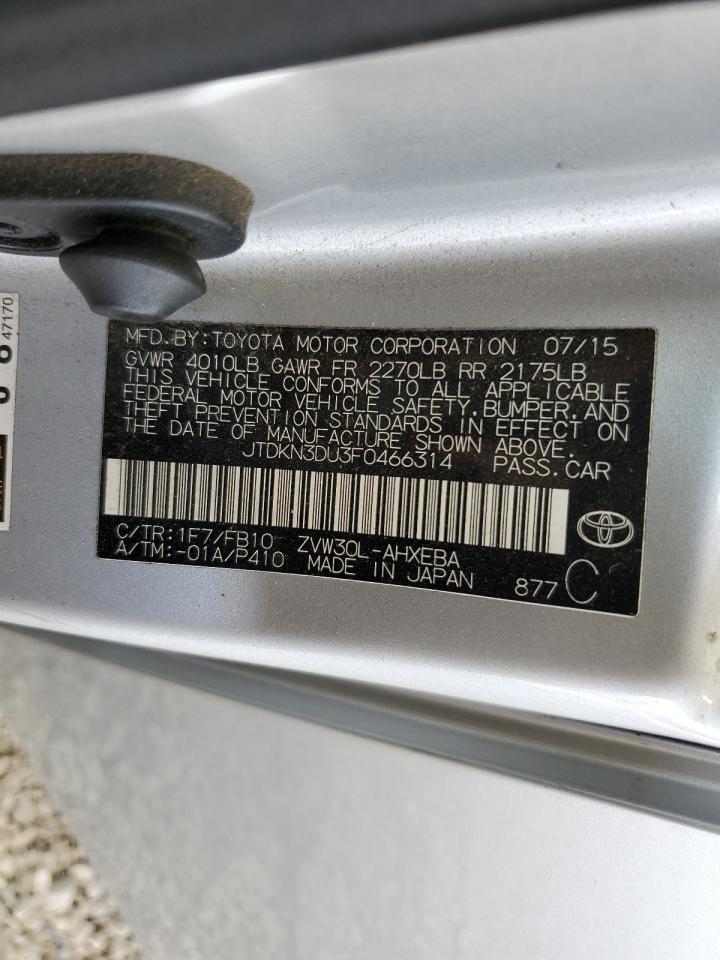 MFD.BY:TOYOTA MOTOR CORPORATION 07/15
GVWR 4010LB GAWR FR 2270LB RR 2175LB
THIS VEHICLE CONFORMS TO ALL APPLICABLE
FEDERAL MOTOR VEHICLE SAFETY,BUMPER,AND
THEFT PREVENTION STANDARDS IN EFFECT ON
THE DATE OF MANUFACTURE SHOWN ABOVE.
JTDKN3DU3F0466314 PASS.CAR
C/TR:1F7/FB10 ZVW30L-AHXEBA
A/TM:-01A/P410 MADE IN JAPAN 877 C
47170